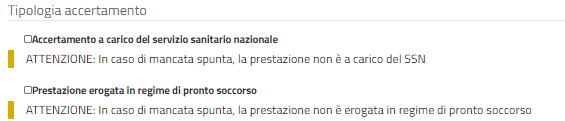 Tipologia accertamento
Accertamento a carico del servizio sanitario nazionale
ATTENZIONE: In caso di mancata spunta, la prestazione non è a carico del SSN
Prestazione erogata in regime di pronto soccorso
ATTENZIONE: In caso di mancata spunta, la prestazione non è erogata in regime di pronto soccorso